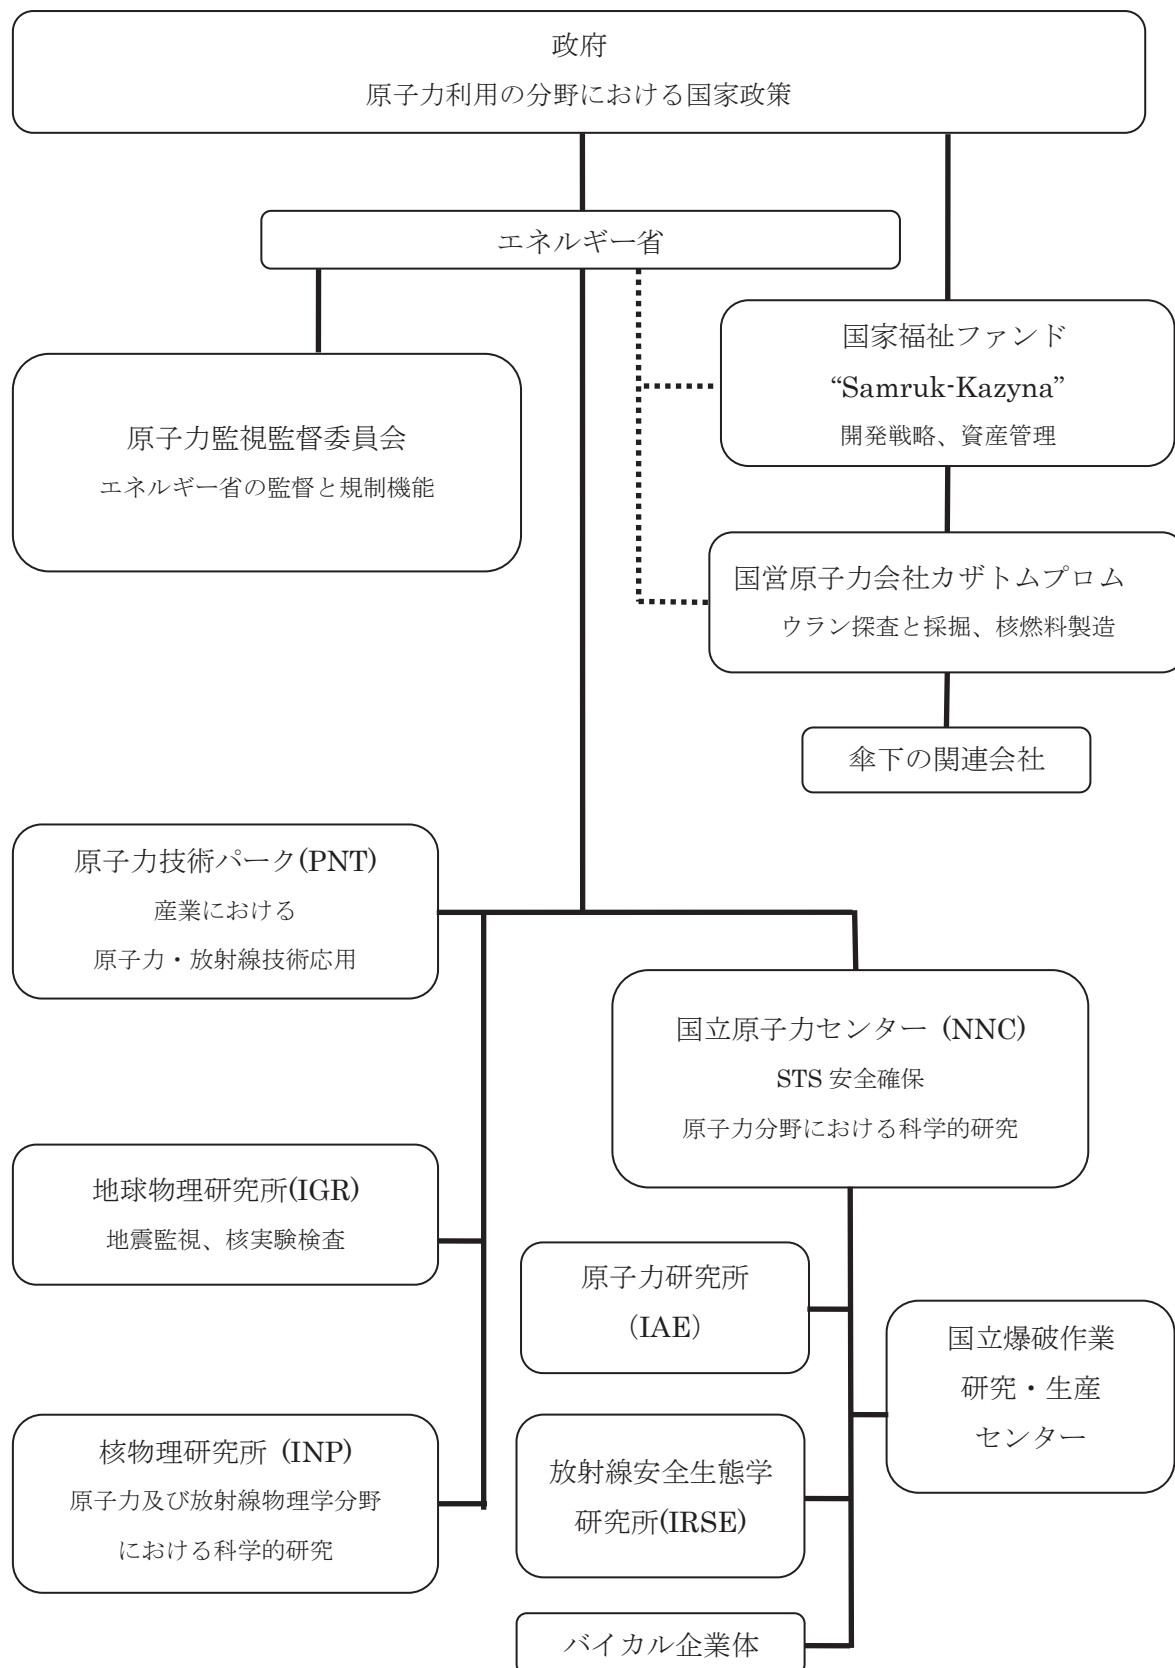 政府
原子力利用の分野における国家政策
エネルギー省
国家福祉ファンド
“Samruk-Kazyna”
開発戦略、資産管理
原子力監視監督委員会
エネルギー省の監督と規制機能
国営原子力会社カザトムプロム
ウラン探査と採掘、核燃料製造
傘下の関連会社
原子力技術パーク(PNT)
産業における
原子力・放射線技術応用
国立原子力センター (NNC)
STS 安全確保
原子力分野における科学的研究
地球物理研究所(IGR)
地震監視、核実験検査
原子力研究所
（IAE）
国立爆破作業
研究・生産
センター
核物理研究所 (INP)
原子力及び放射線物理学分野
における科学的研究
放射線安全生態学
研究所(IRSE)
バイカル企業体